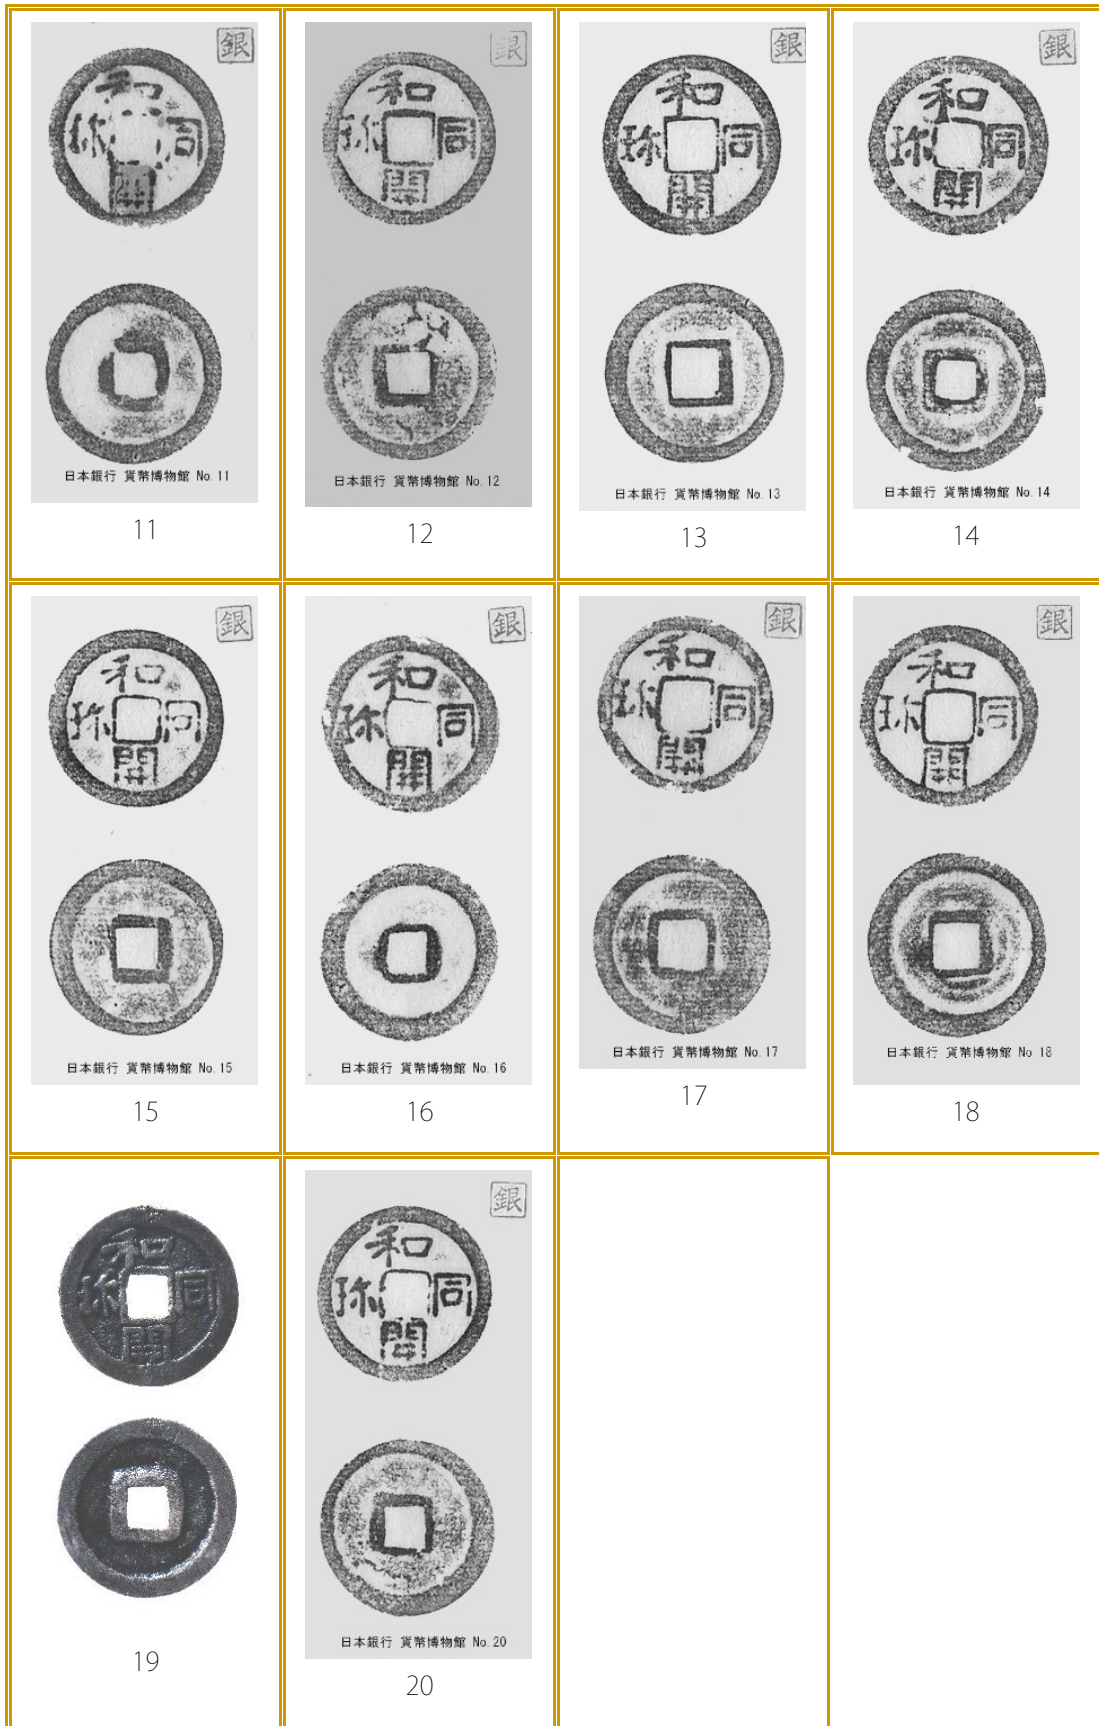 銀
和同開珎
日本銀行 貨幣博物館 No.11
11
銀
和同開珎
日本銀行 貨幣博物館 No.12
12
銀
和同開珎
日本銀行 貨幣博物館 No.13
13
銀
和同開珎
日本銀行 貨幣博物館 No.14
14
銀
和同開珎
日本銀行 貨幣博物館 No.15
15
銀
和同開珎
日本銀行 貨幣博物館 No.16
16
銀
和同開珎
日本銀行 貨幣博物館 No.17
17
銀
和同開珎
日本銀行 貨幣博物館 No.18
18
和同開珎
19
銀
和同開珎
日本銀行 貨幣博物館 No.20
20